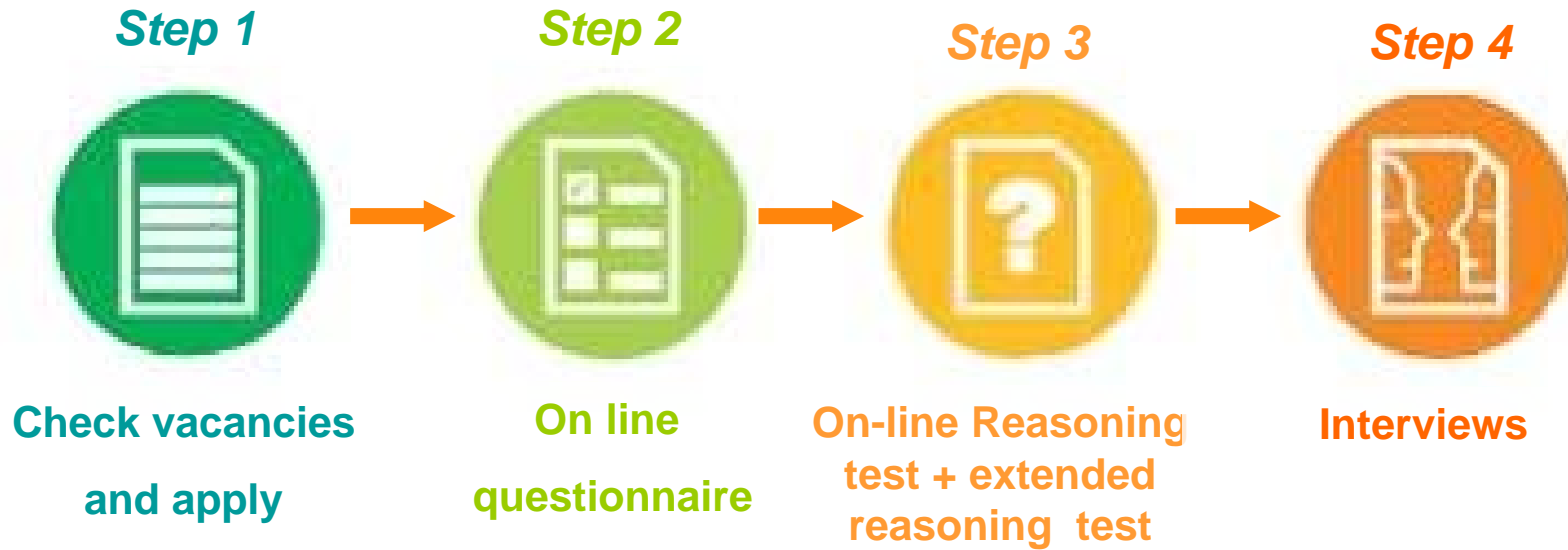 Step 1
Step 2
Step 3
Step 4
Check vacancies
and apply
On line
questionnaire
On-line Reasoning
test + extended
reasoning test
Interviews